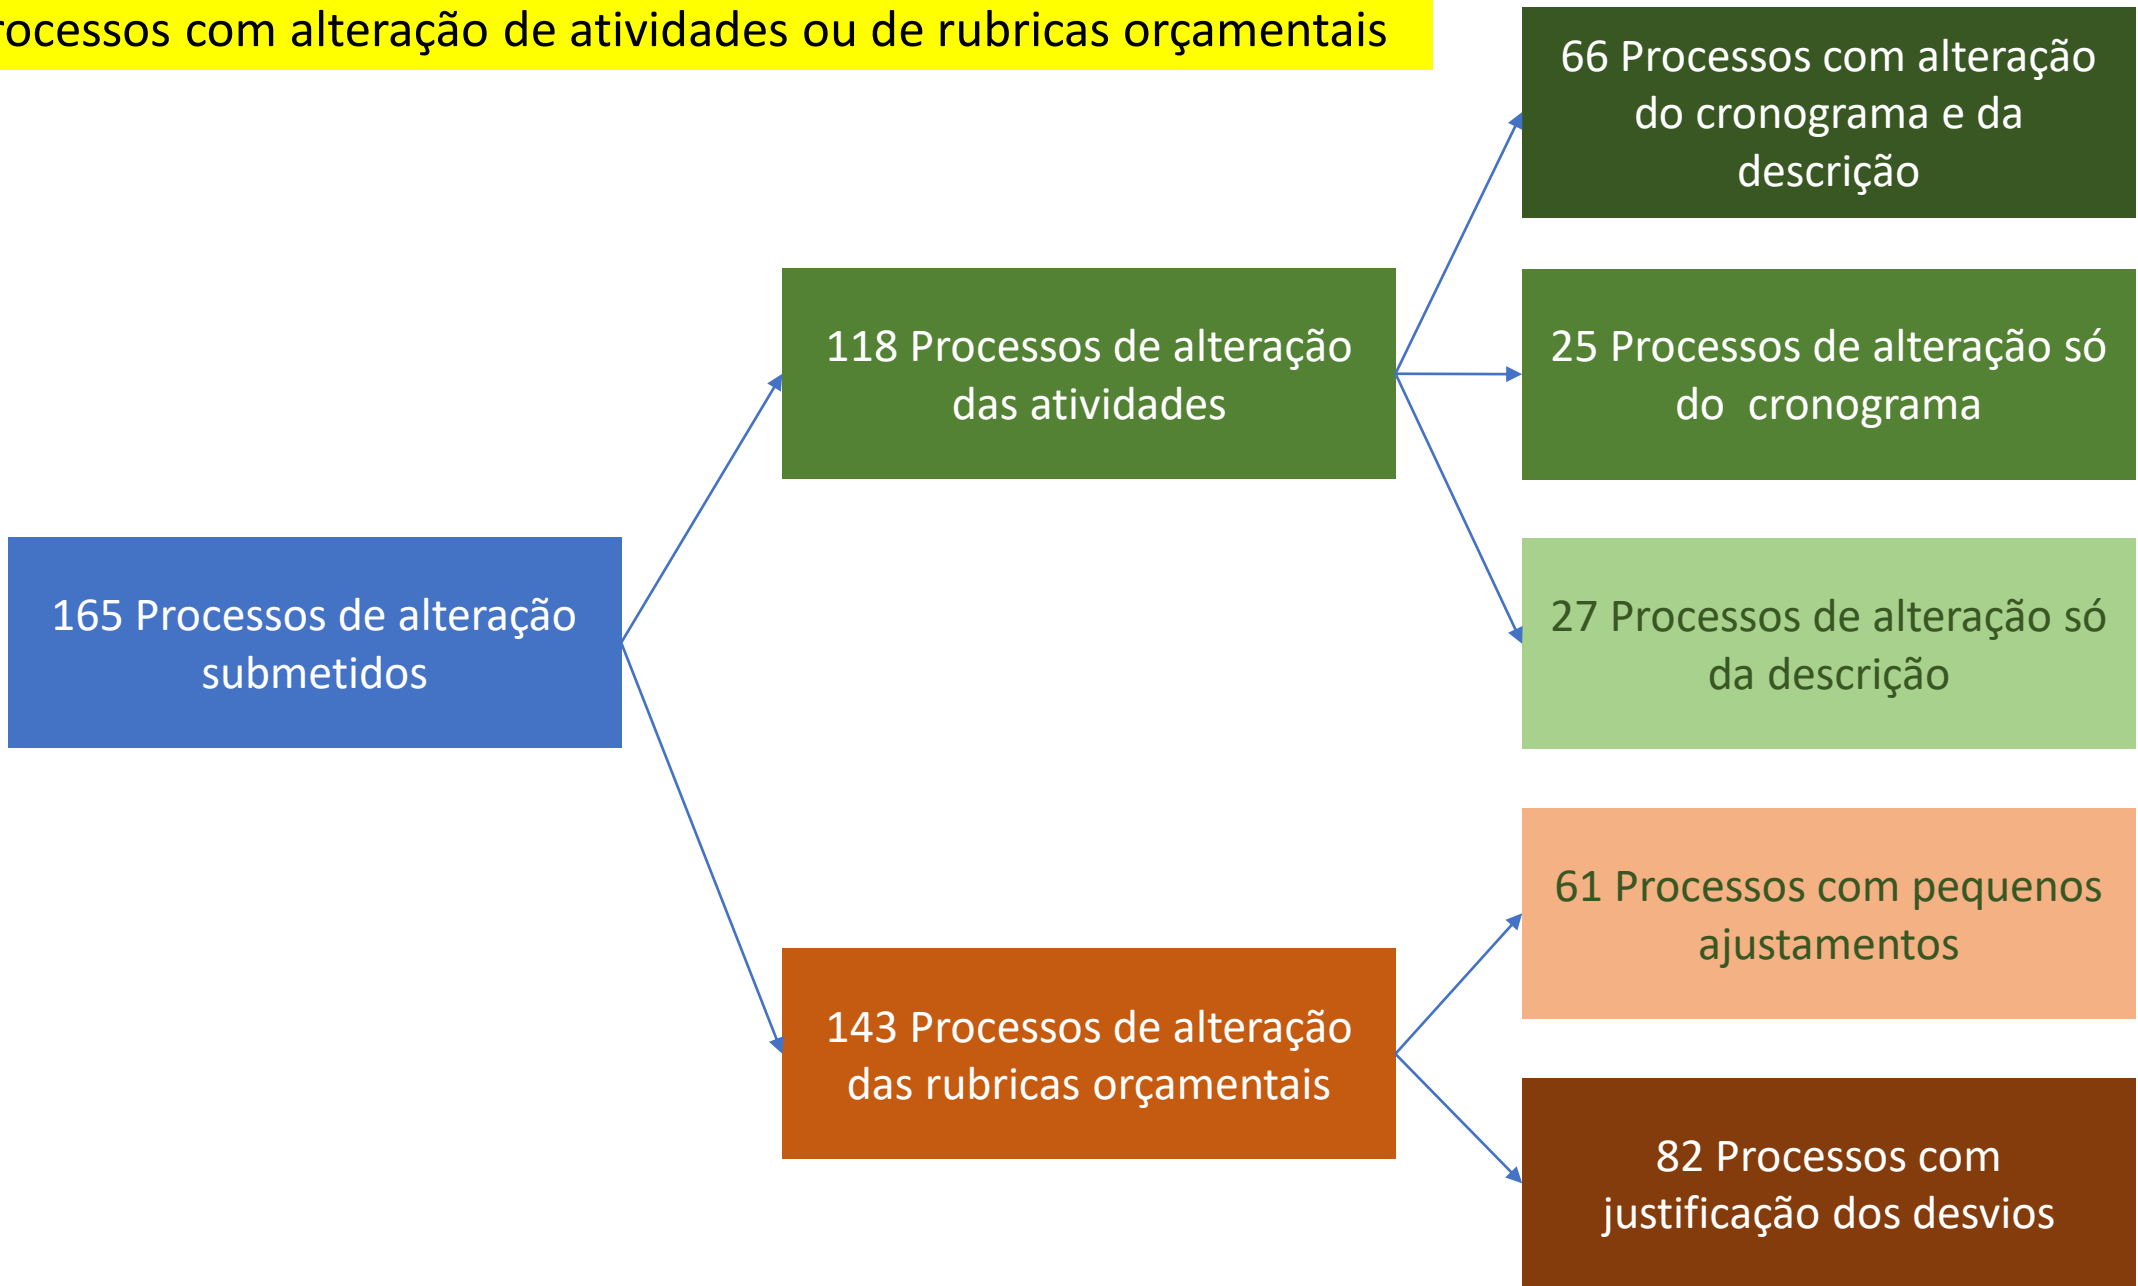 rocessos com alteração de atividades ou de rubricas orçamentais
66 Processos com alteração
do cronograma e da
descrição
118 Processos de alteração
das atividades
25 Processos de alteração só
do cronograma
165 Processos de alteração
submetidos
27 Processos de alteração só
da descrição
61 Processos com pequenos
ajustamentos
143 Processos de alteração
das rubricas orçamentais
82 Processos com
justificação dos desvios